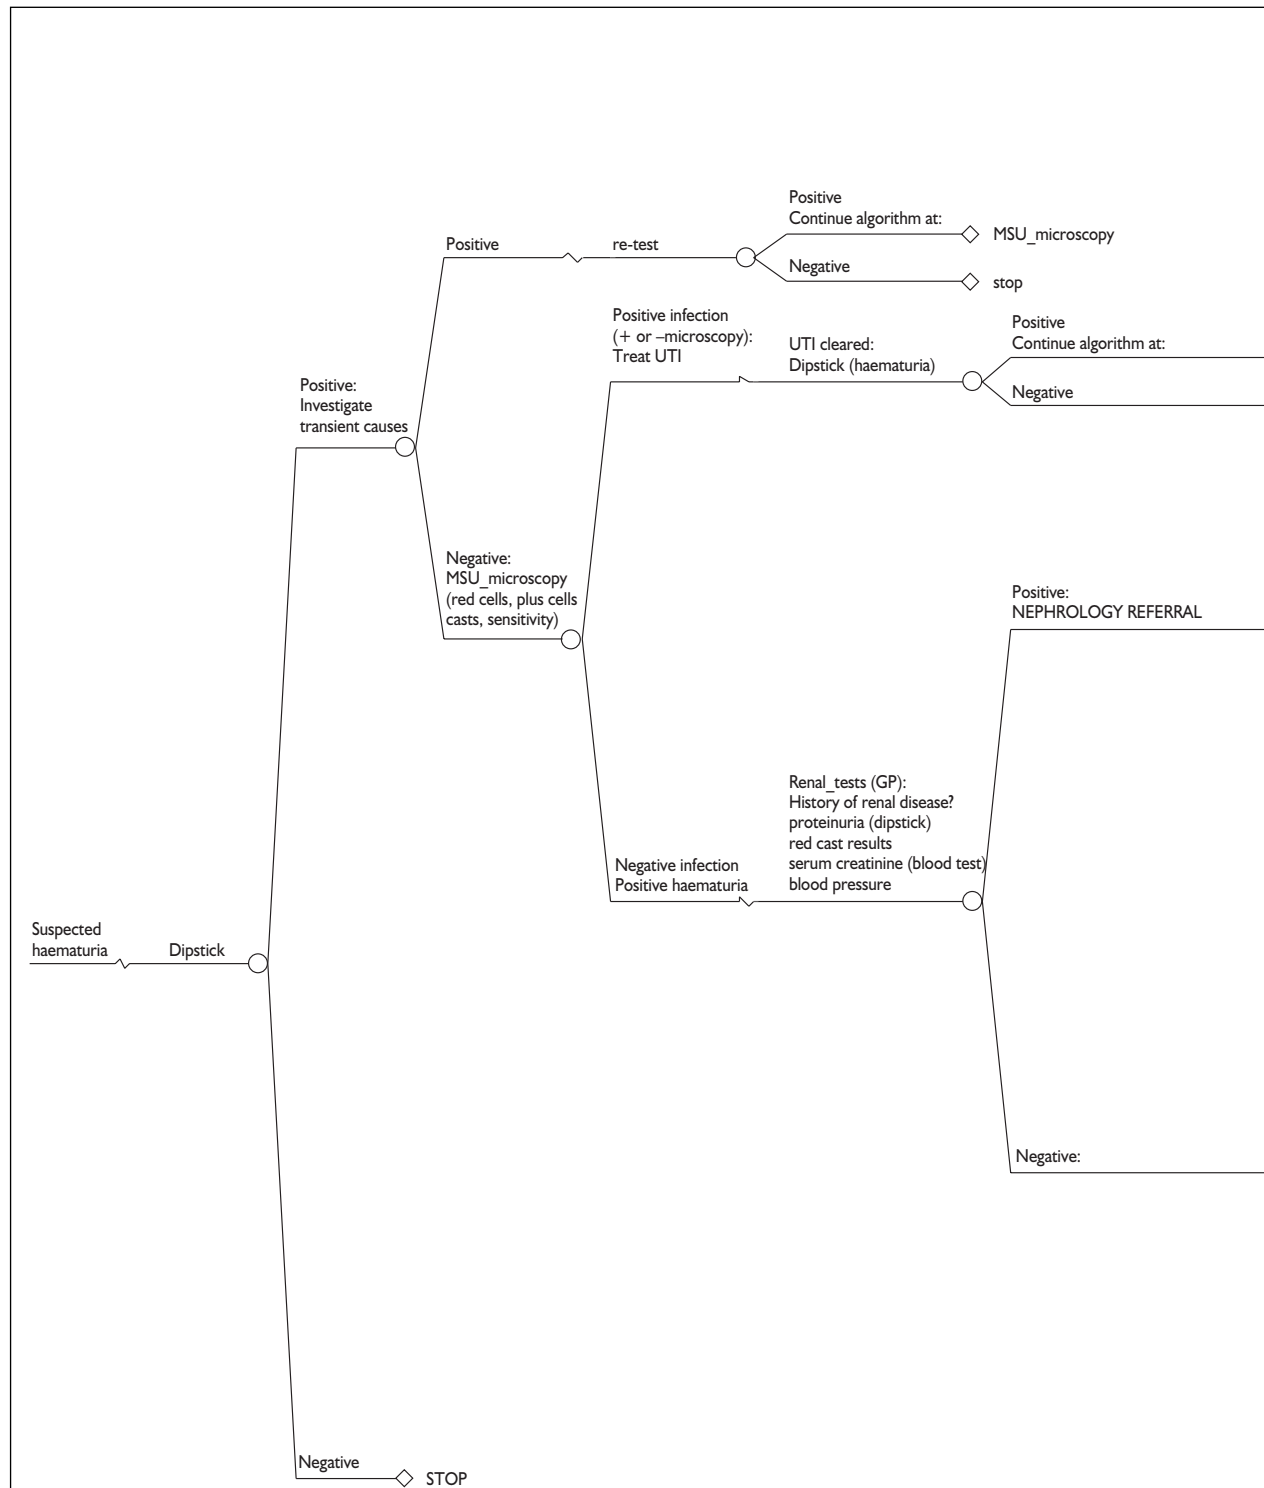 Positive
Continue algorithm at:
MSU_microscopy
Positive
re-test
Negative
stop
Positive infection
(+ or –microscopy):
Treat UTI
UTI cleared:
Dipstick (haematuria)
Positive
Continue algorithm at:
Negative
Positive:
Investigate
transient causes
Negative:
MSU_microscopy
(red cells, plus cells
casts, sensitivity)
Positive:
NEPHROLOGY REFERRAL
Renal_tests (GP):
History of renal disease?
proteinuria (dipstick)
red cast results
serum creatinine (blood test)
blood pressure
Negative infection
Positive haematuria
Suspected
haematuria
Dipstick
Negative:
Negative
STOP